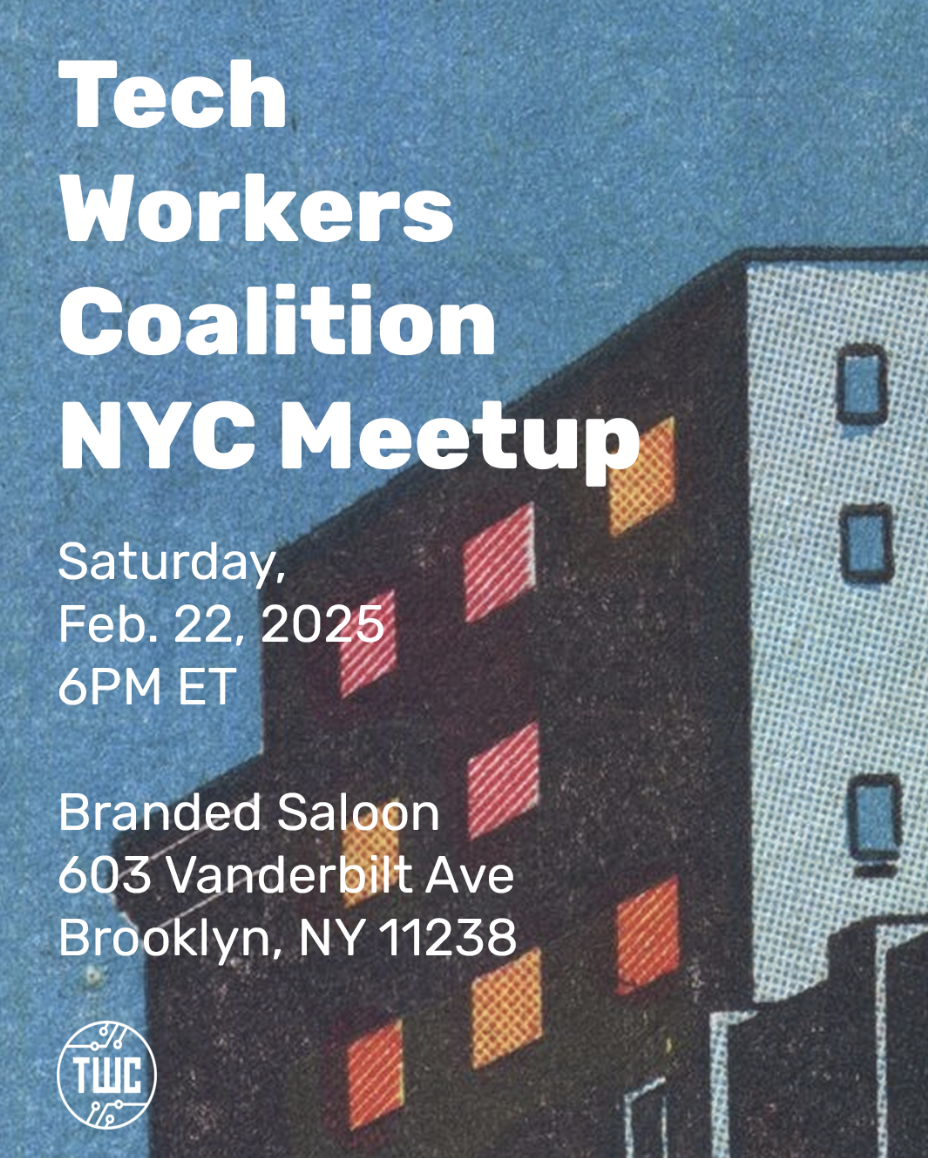 Tech
Workers
Coalition
NYC Meetup
Saturday,
Feb. 22, 2025
6PM ET
Branded Saloon
603 Vanderbilt Ave
Brooklyn, NY 11238
TWC